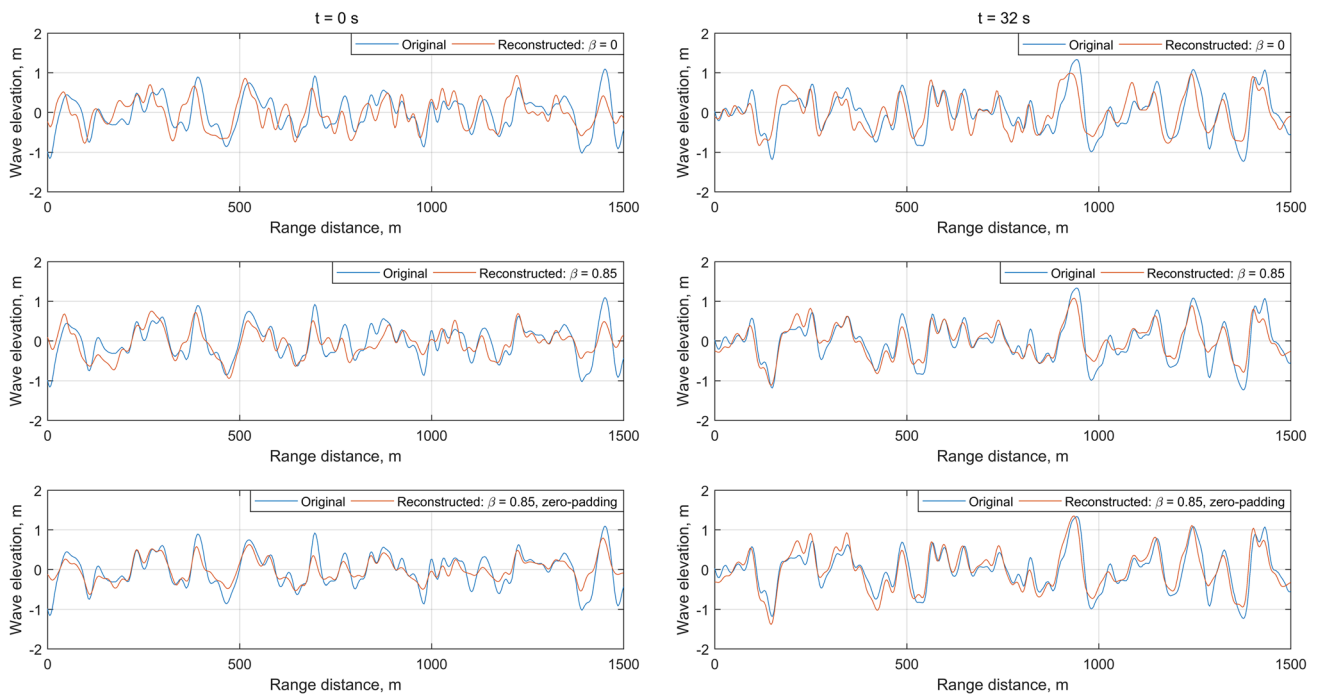 t = 0 s
Wave elevation, m
2
1
0
-1
-2
Original Reconstructed: β = 0
0 500 1000 1500
Range distance, m
t = 32 s
Wave elevation, m
2
1
0
-1
-2
Original Reconstructed: β = 0
0 500 1000 1500
Range distance, m
Wave elevation, m
2
1
0
-1
-2
Original Reconstructed: β = 0.85
0 500 1000 1500
Range distance, m
Wave elevation, m
2
1
0
-1
-2
Original Reconstructed: β = 0.85
0 500 1000 1500
Range distance, m
Wave elevation, m
2
1
0
-1
-2
Original Reconstructed: β = 0.85, zero-padding
0 500 1000 1500
Range distance, m
Wave elevation, m
2
1
0
-1
-2
Original Reconstructed: β = 0.85, zero-padding
0 500 1000 1500
Range distance, m